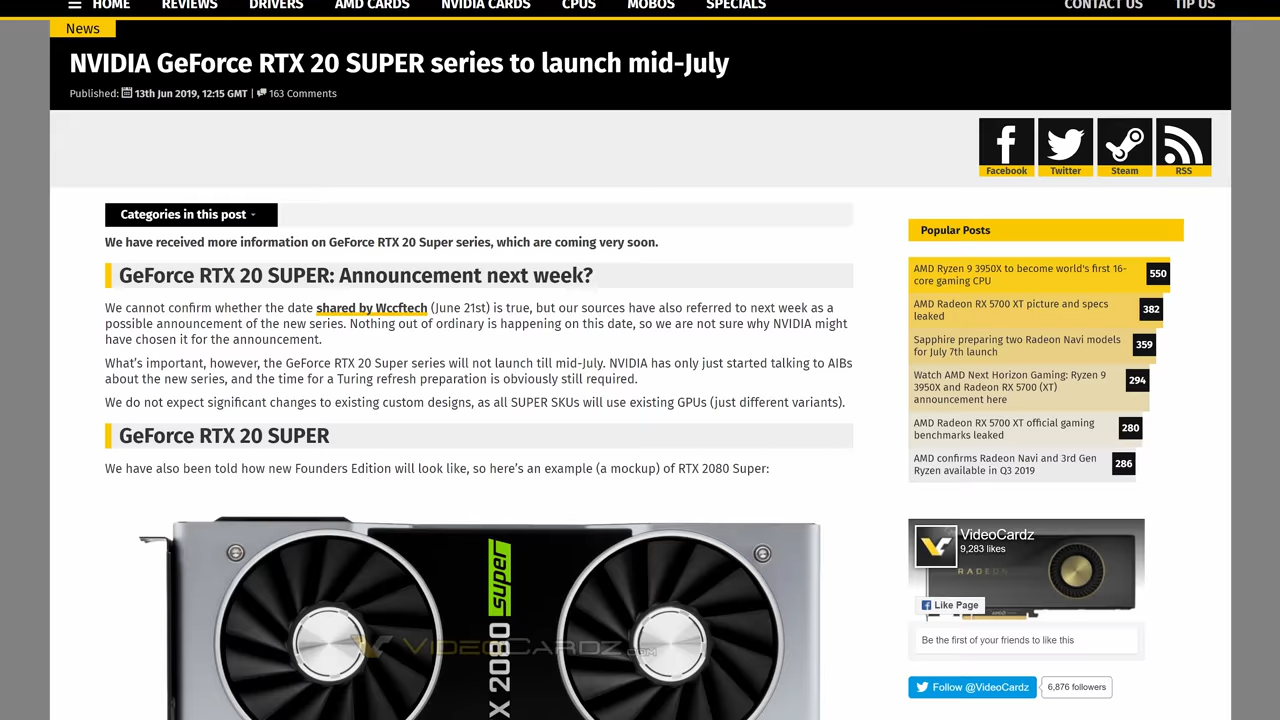 HOME REVIEWS DRIVERS AMD CARDS NVIDIA CARDS CPUS MOBOS SPECIALS CONTACT US TIP US
News
NVIDIA GeForce RTX 20 SUPER series to launch mid-July
Published: 13th Jun 2019, 12:15 GMT | 163 Comments
Facebook Twitter Steam RSS
Categories in this post
We have received more information on GeForce RTX 20 Super series, which are coming very soon.
GeForce RTX 20 SUPER: Announcement next week?
We cannot confirm whether the date shared by Wccftech (June 21st) is true, but our sources have also referred to next week as a
possible announcement of the new series. Nothing out of ordinary is happening on this date, so we are not sure why NVIDIA might
have chosen it for the announcement.
What's important, however, the GeForce RTX 20 Super series will not launch till mid-July. NVIDIA has only just started talking to AIBs
about the new series, and the time for a Turing refresh preparation is obviously still required.
We do not expect significant changes to existing custom designs, as all SUPER SKUs will use existing GPUs (just different variants).
GeForce RTX 20 SUPER
We have also been told how new Founders Edition will look like, so here's an example (a mockup) of RTX 2080 Super:
SUPER
X 2080
VIDEOCARDZ.COM
Popular Posts
AMD Ryzen 9 3950X to become world's first 16-
core gaming CPU
550
AMD Radeon RX 5700 XT picture and specs
leaked
382
Sapphire preparing two Radeon Navi models
for July 7th launch
359
Watch AMD Next Horizon Gaming: Ryzen 9
3950X and Radeon RX 5700 (XT)
announcement here
294
AMD Radeon RX 5700 XT official gaming
benchmarks leaked
280
AMD confirms Radeon Navi and 3rd Gen
Ryzen available in Q3 2019
286
VideoCardz
9,283 likes
RADEON
Like Page
Be the first of your friends to like this
Follow @VideoCardz 6,876 followers